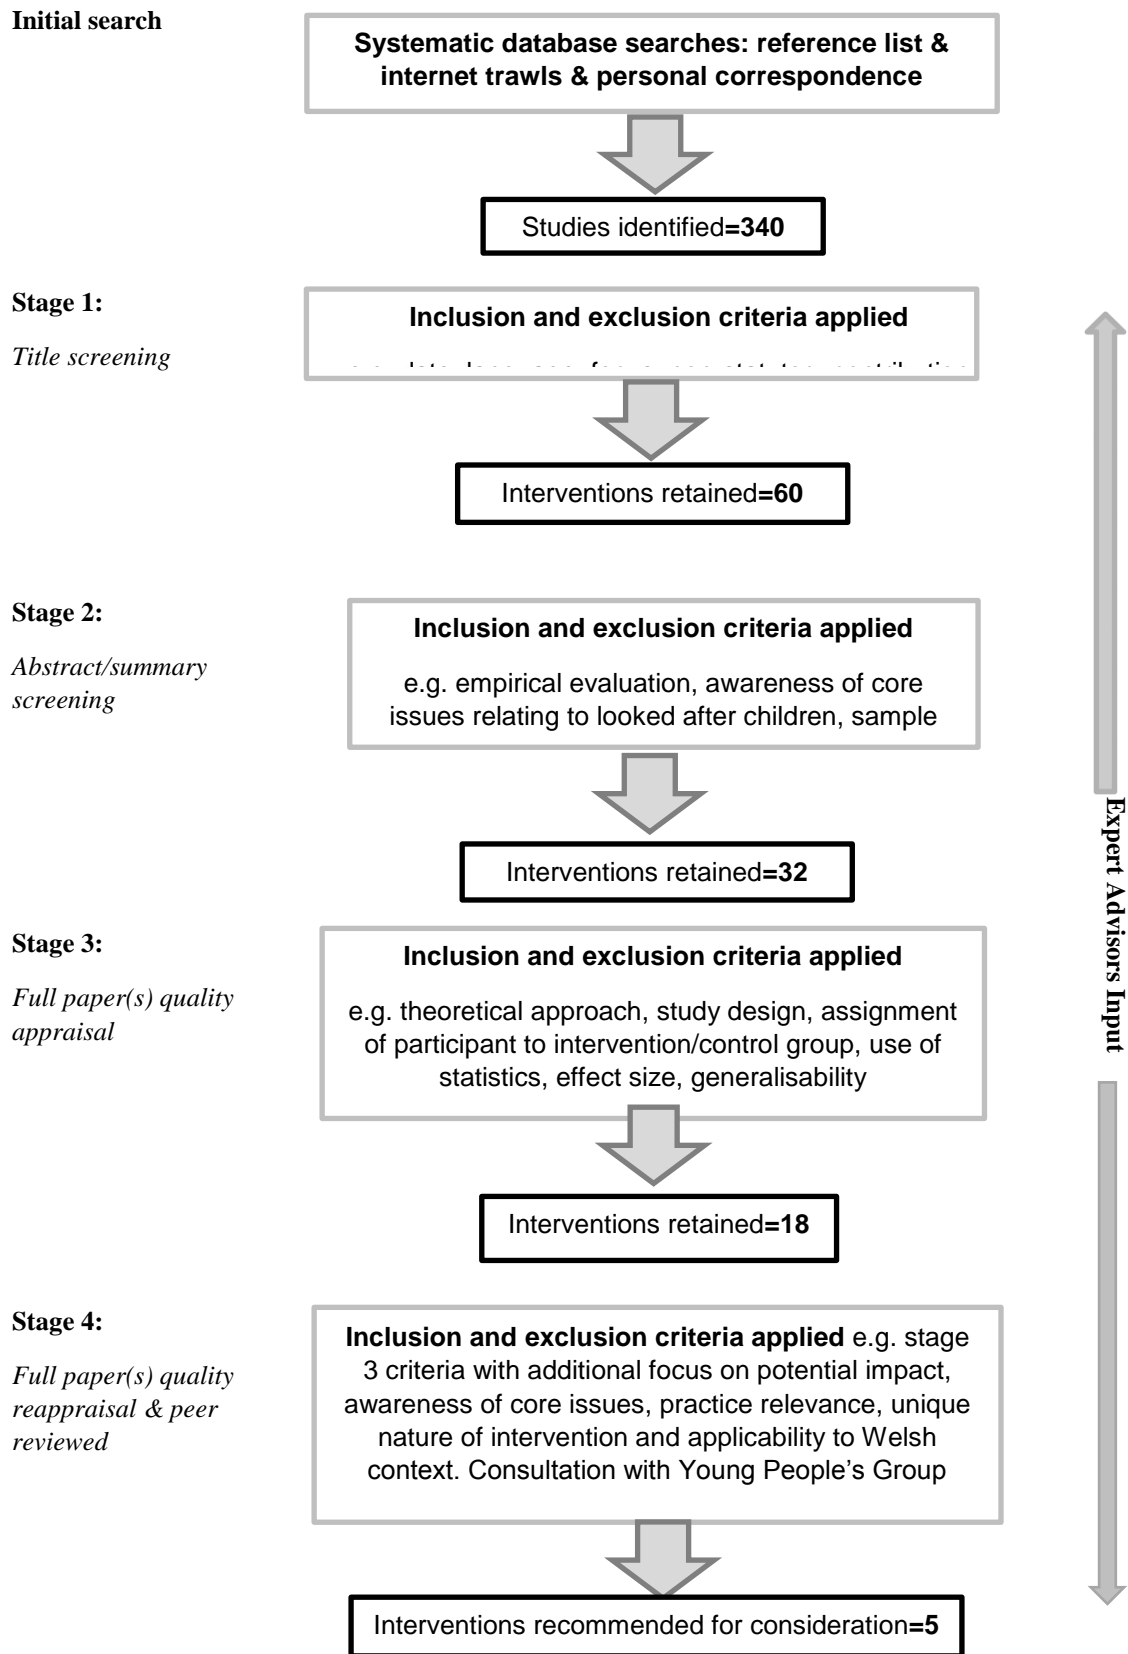 Initial search
Systematic database searches: reference list &
internet trawls & personal correspondence
Studies identified=340
Stage 1:
Title screening
Inclusion and exclusion criteria applied
Interventions retained=60
Stage 2:
Abstract/summary
screening
Inclusion and exclusion criteria applied
e.g. empirical evaluation, awareness of core
issues relating to looked after children, sample
Interventions retained=32
Stage 3:
Full paper(s) quality
appraisal
Inclusion and exclusion criteria applied
e.g. theoretical approach, study design, assignment
of participant to intervention/control group, use of
statistics, effect size, generalisability
Interventions retained=18
Stage 4:
Full paper(s) quality
reappraisal & peer
reviewed
Inclusion and exclusion criteria applied e.g. stage
3 criteria with additional focus on potential impact,
awareness of core issues, practice relevance, unique
nature of intervention and applicability to Welsh
context. Consultation with Young People’s Group
Interventions recommended for consideration=5
Expert Advisors Input